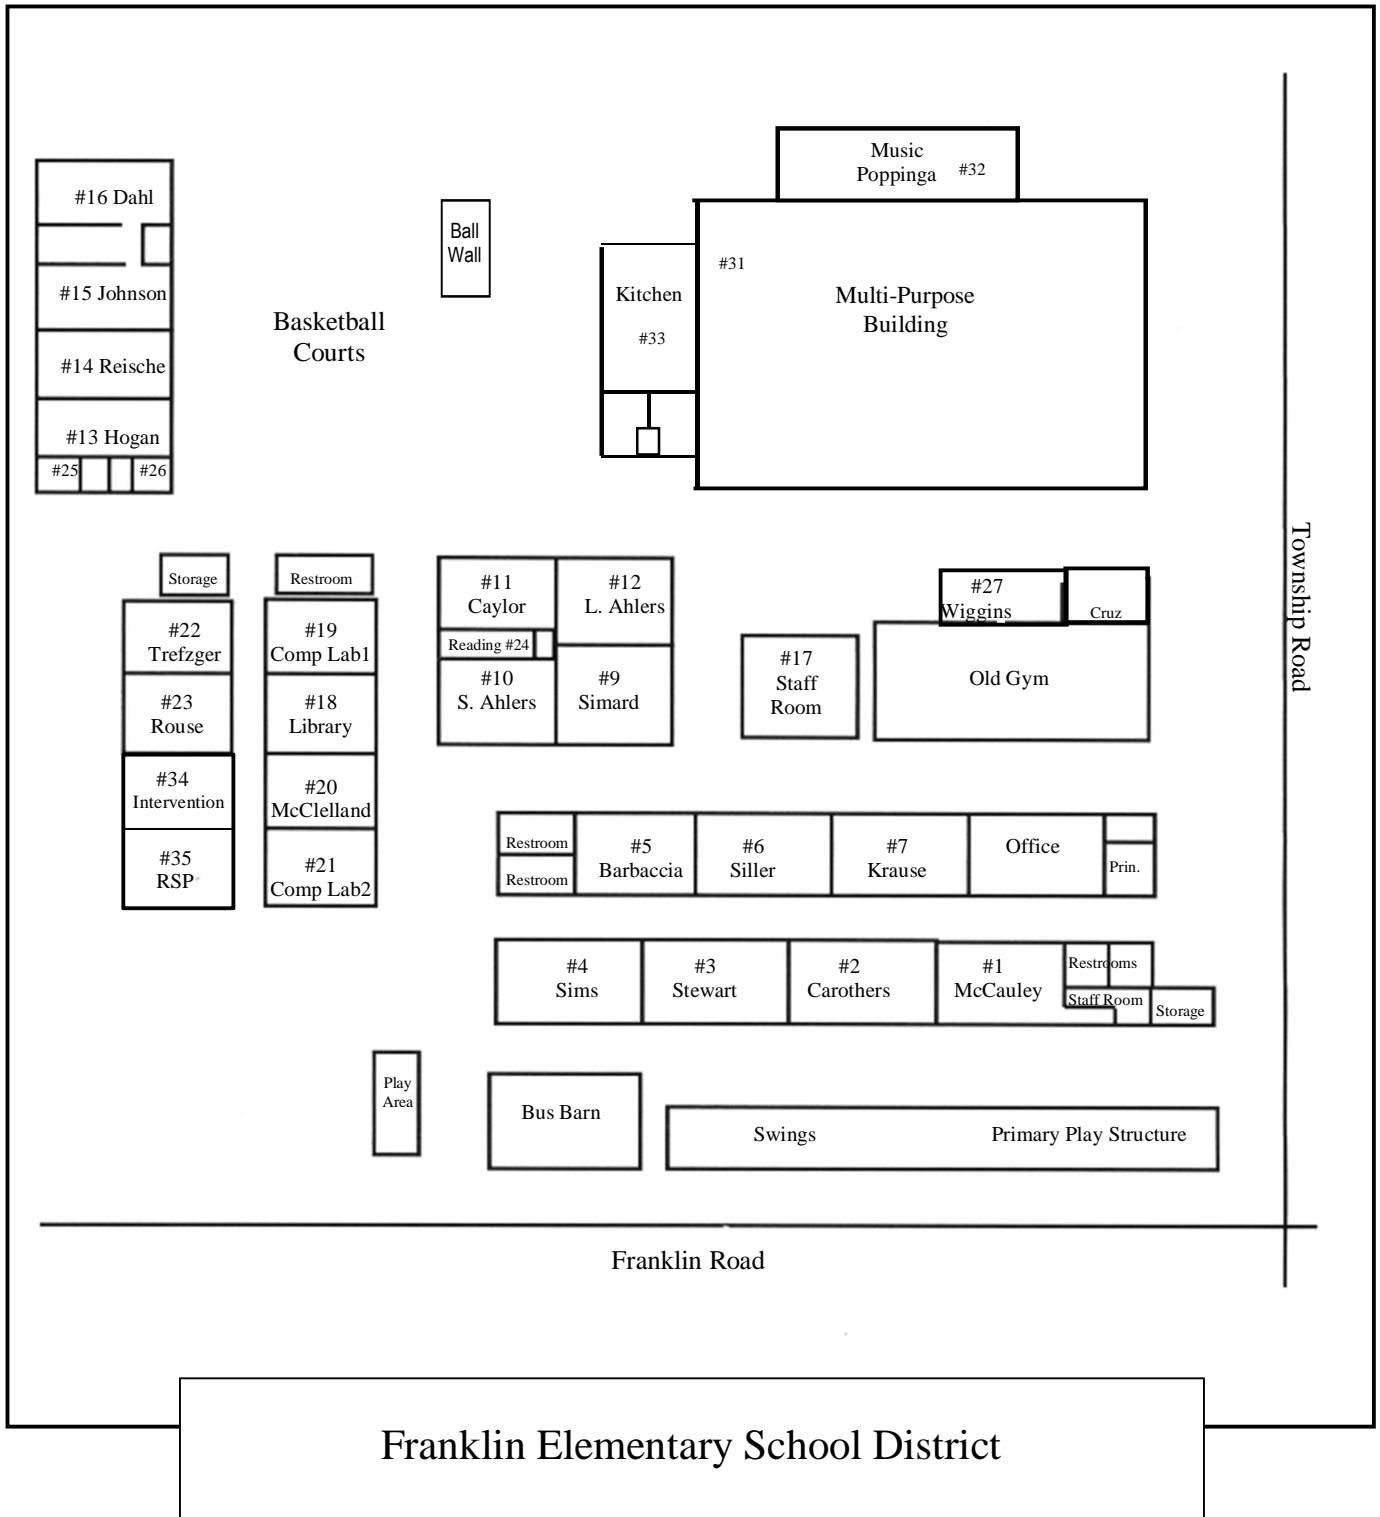 Music
Poppinga #32
#16 Dahl
Ball
Wall
#31
#15 Johnson
Kitchen
Multi-Purpose
Building
Basketball
Courts
#33
#14 Reische
#13 Hogan
#25
#26
Township Road
Storage
Restroom
#11
Caylor
#12
L. Ahlers
#27
Wiggins
Cruz
#22
Trefzger
#19
Comp Lab1
Reading #24
#17
Staff
Room
Old Gym
#23
Rouse
#18
Library
#10
S. Ahlers
#9
Simard
#34
Intervention
#20
McClelland
Restroom
Restroom
#5
Barbaccia
#6
Siller
#7
Krause
Office
Prin.
#35
RSP
#21
Comp Lab2
#4
Sims
#3
Stewart
#2
Carothers
#1
McCauley
Restrooms
Staff Room
Storage
Play
Area
Bus Barn
Swings
Primary Play Structure
Franklin Road
Franklin Elementary School District